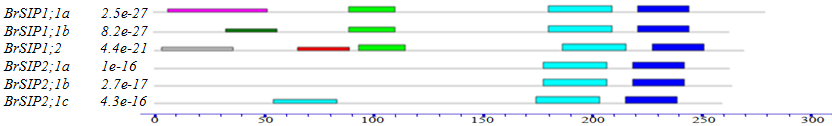 BrSIP1;1a 2.5e-27
BrSIP1;1b 8.2e-27
BrSIP1;2 4.4e-21
BrSIP2;1a 1e-16
BrSIP2;1b 2.7e-17
BrSIP2;1c 4.3e-16
0 50 100 150 200 250 300